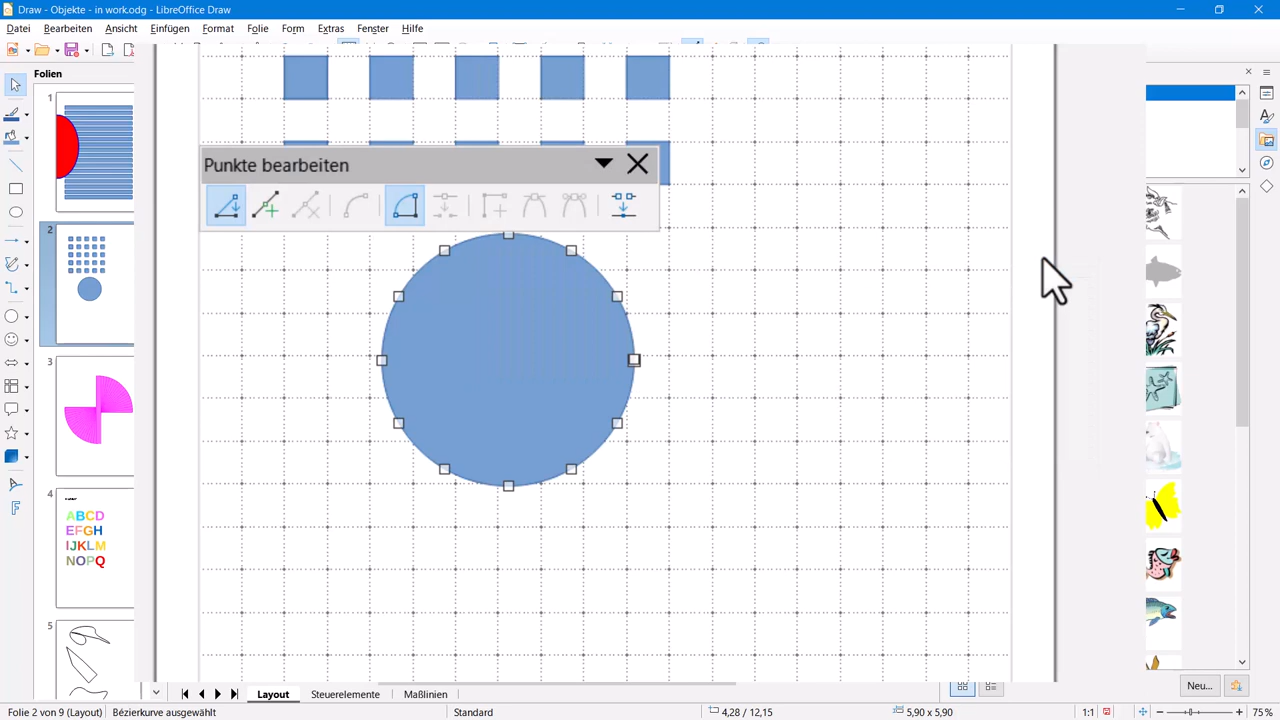 Draw - Objekte - in work.odg - LibreOffice Draw
Datei Bearbeiten Ansicht Einfügen Format Folie Form Extras Fenster Hilfe
Folien
1
Punkte bearbeiten
2
3
4
ABCD
EFGH
IJKLM
NOPQ
5
Layout Steuerelemente Maßlinien
Neu...
Folie 2 von 9 (Layout) Bézierkurve ausgewählt Standard 4,28 / 12,15 5,90 x 5,90 1:1 75%